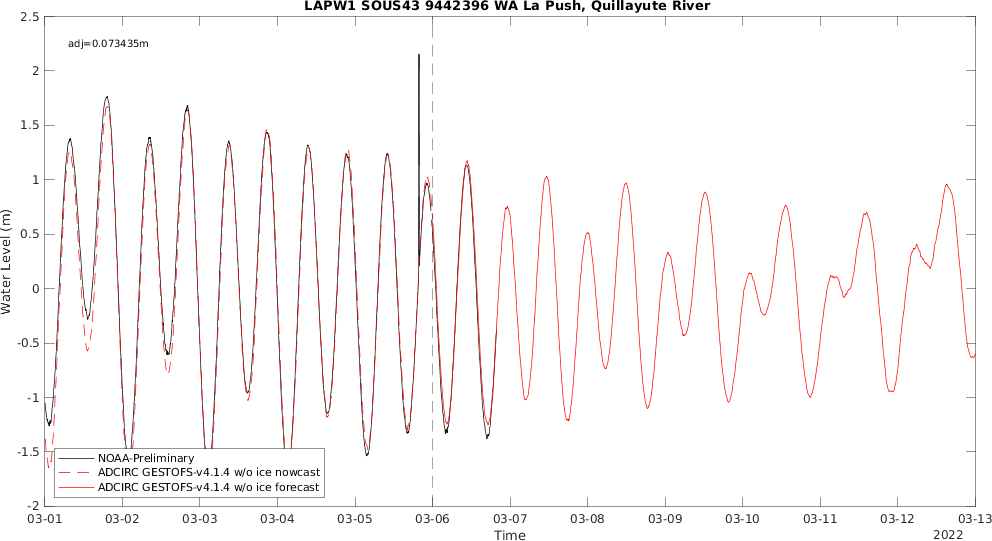 LAPW1 SOUS43 9442396 WA La Push, Quillayute River
adj=0.073435m
2.5
2
1.5
1
0.5
0
-0.5
-1
-1.5
-2
Water Level (m)
NOAA-Preliminary
ADCIRC GESTOFS-v4.1.4 w/o ice nowcast
ADCIRC GESTOFS-v4.1.4 w/o ice forecast
03-01 03-02 03-03 03-04 03-05 03-06 03-07 03-08 03-09 03-10 03-11 03-12 03-13
Time
2022